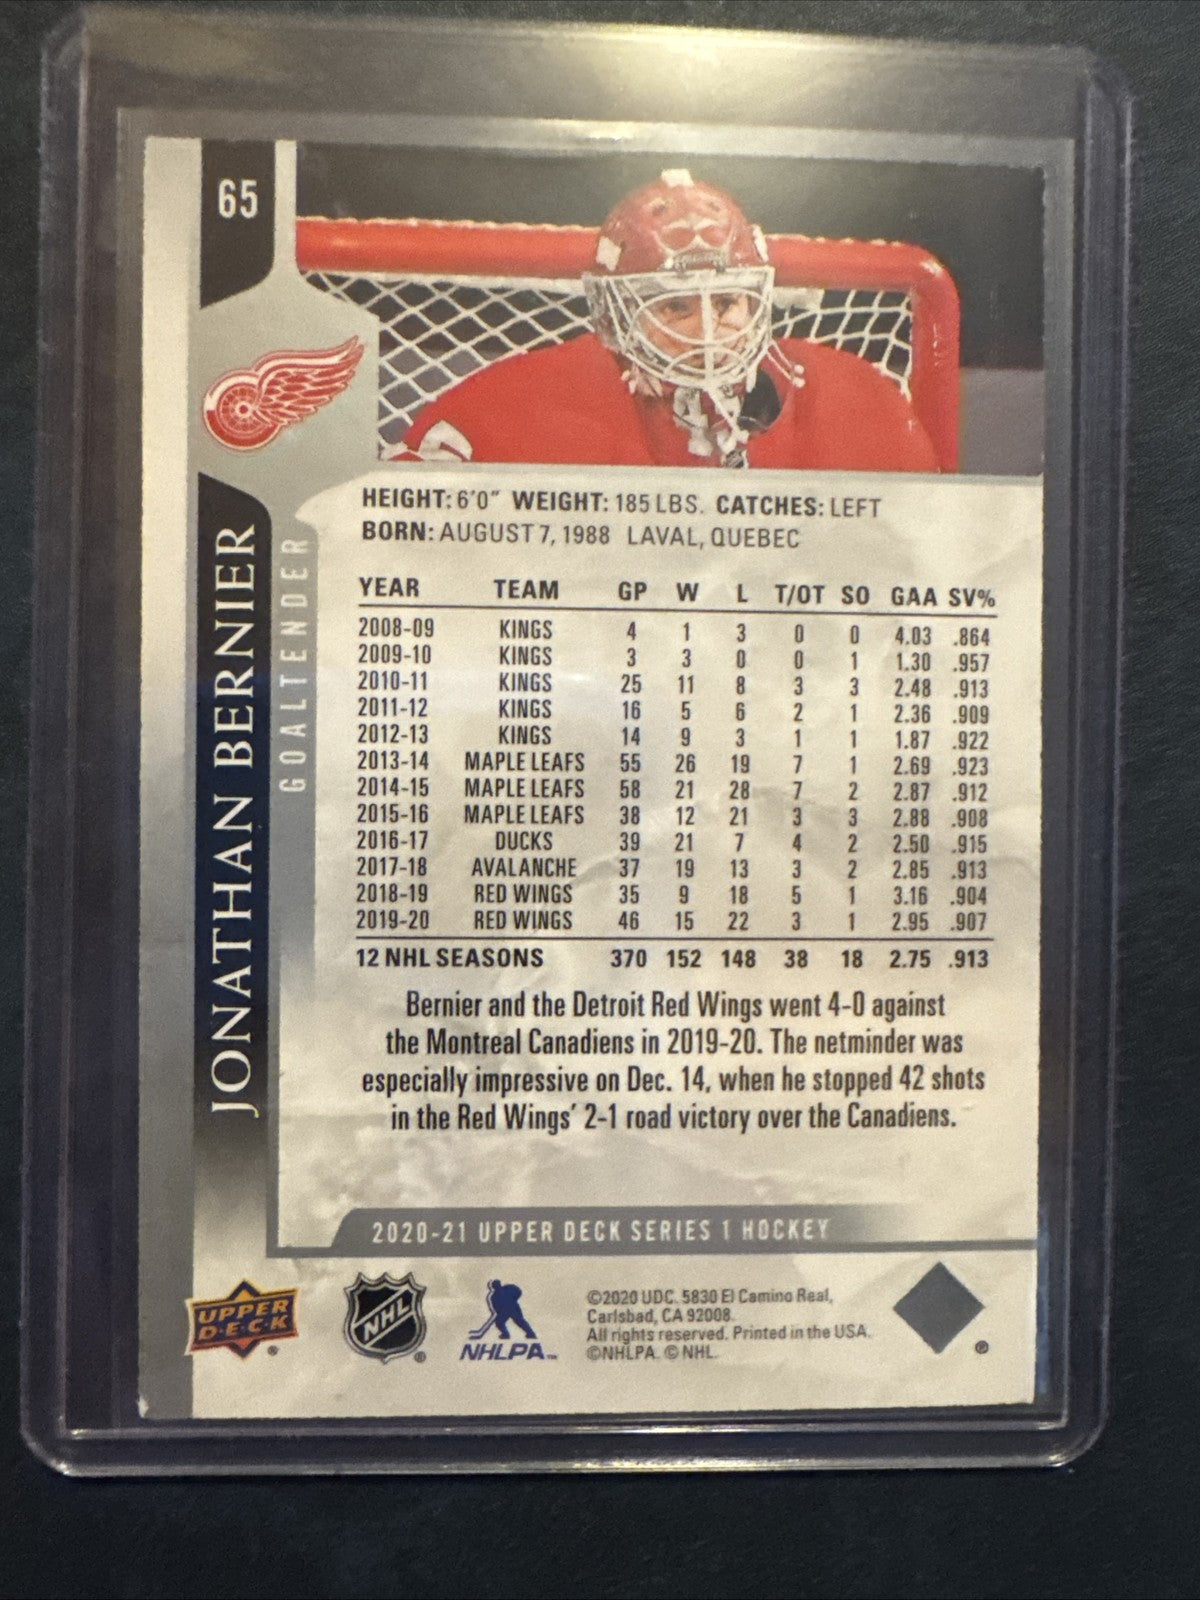 65
JONATHAN BERNIER
GOALTENDER
HEIGHT: 6'0" WEIGHT: 185 LBS. CATCHES: LEFT
BORN: AUGUST 7, 1988 LAVAL, QUEBEC
YEAR TEAM GP W L T/OT SO GAA SV%
2008-09 KINGS 4 1 3 0 0 4.03 .864
2009-10 KINGS 3 3 0 0 1 1.30 .957
2010-11 KINGS 25 11 8 3 3 2.48 .913
2011-12 KINGS 16 5 6 2 1 2.36 .909
2012-13 KINGS 14 9 3 1 1 1.87 .922
2013-14 MAPLE LEAFS 55 26 19 7 1 2.69 .923
2014-15 MAPLE LEAFS 58 21 28 7 2 2.87 .912
2015-16 MAPLE LEAFS 38 12 21 3 3 2.88 .908
2016-17 DUCKS 39 21 7 4 2 2.50 .915
2017-18 AVALANCHE 37 19 13 3 2 2.85 .913
2018-19 RED WINGS 35 9 18 5 1 3.16 .904
2019-20 RED WINGS 46 15 22 3 1 2.95 .907
12 NHL SEASONS 370 152 148 38 18 2.75 .913
Bernier and the Detroit Red Wings went 4-0 against
the Montreal Canadiens in 2019-20. The netminder was
especially impressive on Dec. 14, when he stopped 42 shots
in the Red Wings' 2-1 road victory over the Canadiens.
2020-21 UPPER DECK SERIES 1 HOCKEY
UPPER
D•E•C•K
®
NHL
®
NHLPA™
©2020 UDC. 5830 El Camino Real,
Carlsbad, CA 92008.
All rights reserved. Printed in the USA.
©NHLPA. © NHL.
℗